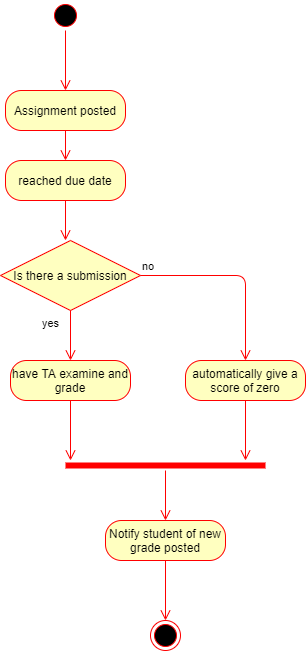 Assignment posted
reached due date
Is there a submission
no
yes
have TA examine and
grade
automatically give a
score of zero
Notify student of new
grade posted